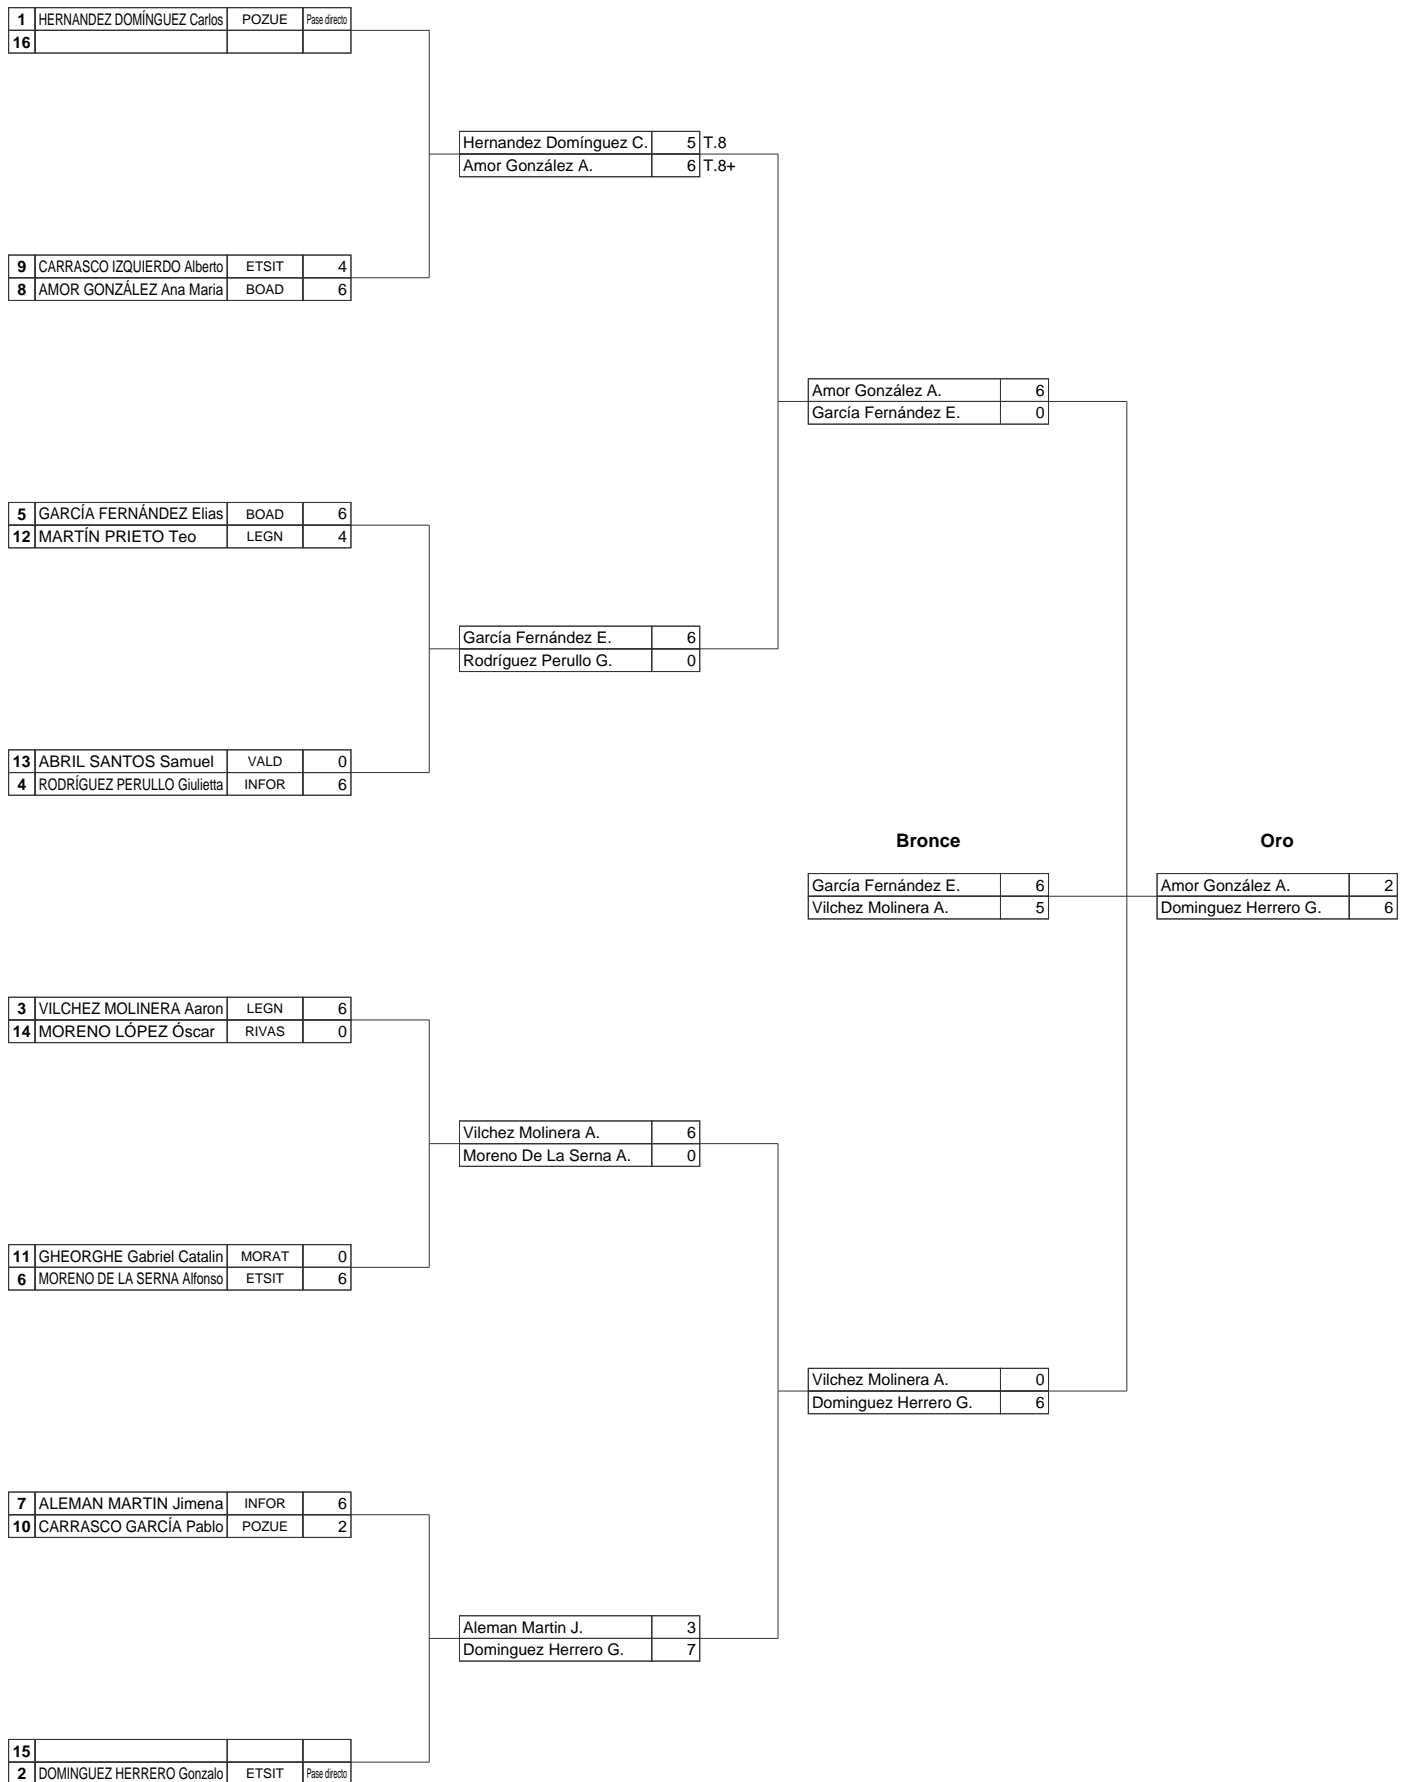 1 HERNANDEZ DOMÍNGUEZ Carlos POZUE Pase directo
16
Hernandez Domínguez C. 5 T.8
Amor González A. 6 T.8+
9 CARRASCO IZQUIERDO Alberto ETSIT 4
8 AMOR GONZÁLEZ Ana Maria BOAD 6
Amor González A. 6
García Fernández E. 0
5 GARCÍA FERNÁNDEZ Elias BOAD 6
12 MARTÍN PRIETO Teo LEGN 4
García Fernández E. 6
Rodríguez Perullo G. 0
13 ABRIL SANTOS Samuel VALD 0
4 RODRÍGUEZ PERULLO Giulietta INFOR 6
Bronce Oro
García Fernández E. 6 Amor González A. 2
Vilchez Molinera A. 5 Dominguez Herrero G. 6
3 VILCHEZ MOLINERA Aaron LEGN 6
14 MORENO LÓPEZ Óscar RIVAS 0
Vilchez Molinera A. 6
Moreno De La Serna A. 0
11 GHEORGHE Gabriel Catalin MORAT 0
6 MORENO DE LA SERNA Alfonso ETSIT 6
Vilchez Molinera A. 0
Dominguez Herrero G. 6
7 ALEMAN MARTIN Jimena INFOR 6
10 CARRASCO GARCÍA Pablo POZUE 2
Aleman Martin J. 3
Dominguez Herrero G. 7
15
2 DOMINGUEZ HERRERO Gonzalo ETSIT Pase directo